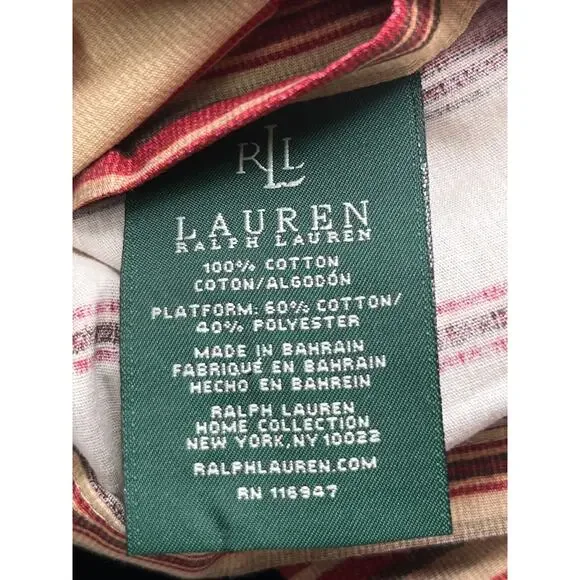 RLL
LAUREN
RALPH LAUREN
100% COTTON
COTON/ALGODÓN
PLATFORM: 60% COTTON/
40% POLYESTER
MADE IN BAHRAIN
FABRIQUÉ EN BAHRAIN
HECHO EN BAHREIN
RALPH LAUREN
HOME COLLECTION
NEW YORK,NY 10022
RALPHLAUREN.COM
RN 116947